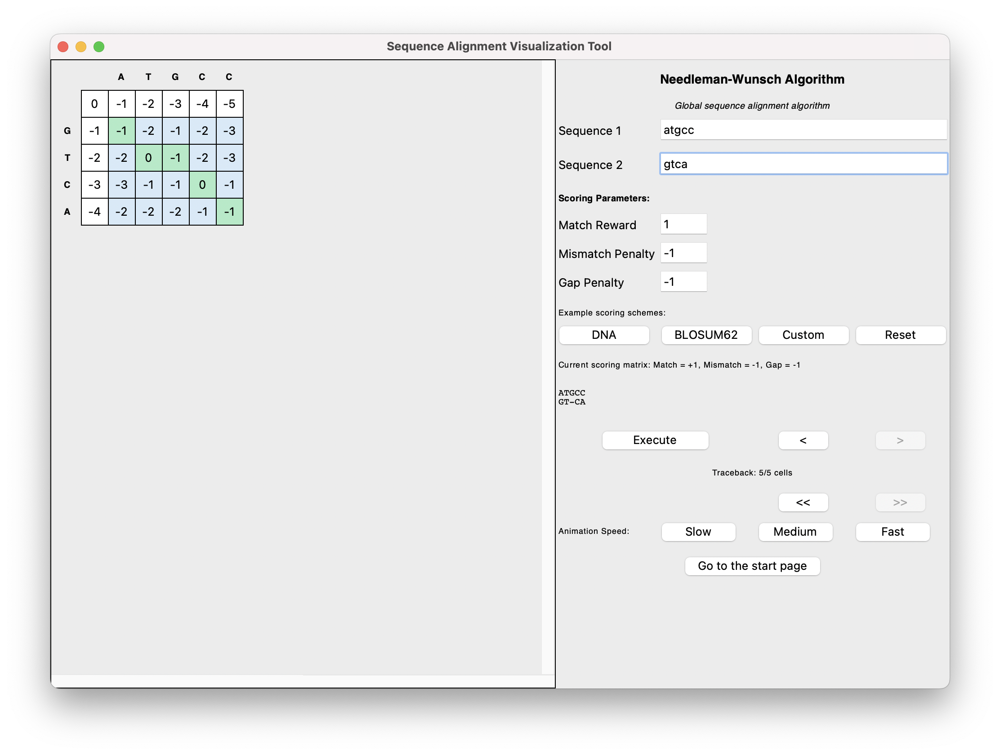 Sequence Alignment Visualization Tool
A T G C C
0 -1 -2 -3 -4 -5
G -1 -1 -2 -1 -2 -3
T -2 -2 0 -1 -2 -3
C -3 -3 -1 -1 0 -1
A -4 -2 -2 -2 -1 -1
Needleman-Wunsch Algorithm
Global sequence alignment algorithm
Sequence 1 atgcc
Sequence 2 gtca
Scoring Parameters:
Match Reward 1
Mismatch Penalty -1
Gap Penalty -1
Example scoring schemes:
DNA BLOSUM62 Custom Reset
Current scoring matrix: Match = +1, Mismatch = -1, Gap = -1
ATGCC
GT-CA
Execute < >
Traceback: 5/5 cells
<< >>
Animation Speed: Slow Medium Fast
Go to the start page